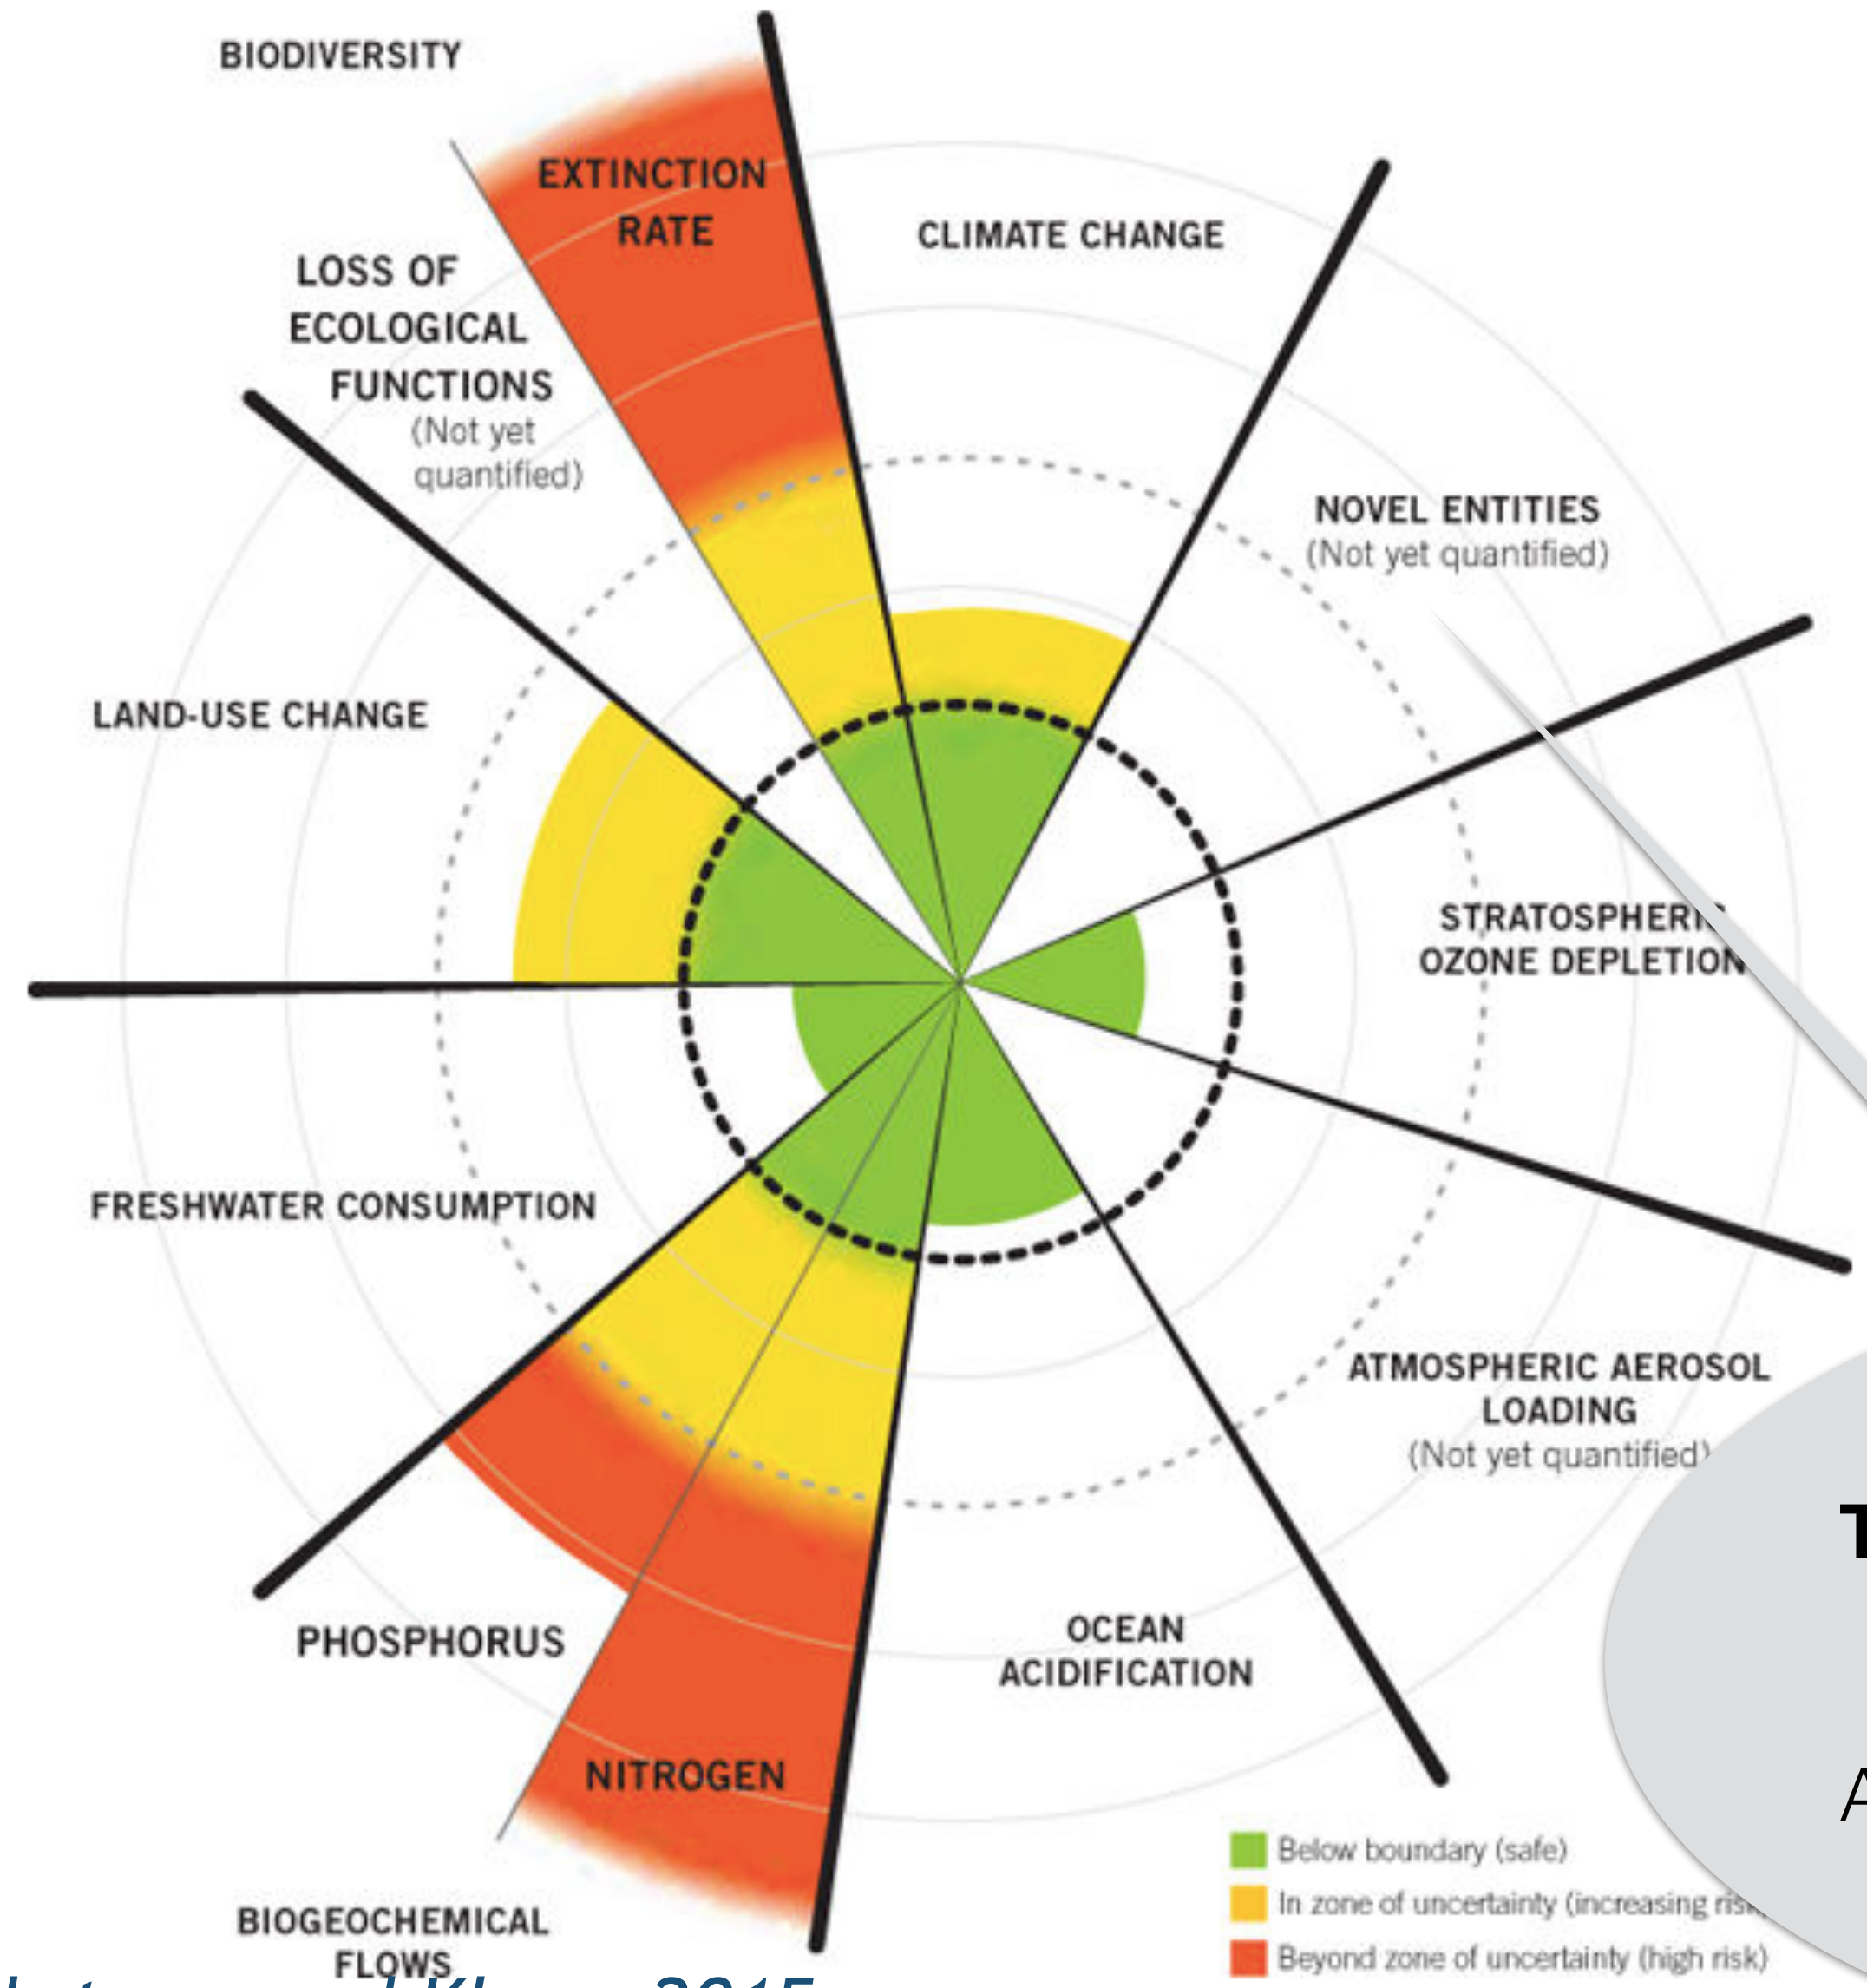 BIODIVERSITY
EXTINCTION
RATE
CLIMATE CHANGE
LOSS OF
ECOLOGICAL
FUNCTIONS
(Not yet
quantified)
NOVEL ENTITIES
(Not yet quantified)
LAND-USE CHANGE
STRATOSPHERIC
OZONE DEPLETION
FRESHWATER CONSUMPTION
ATMOSPHERIC AEROSOL
LOADING
(Not yet quantified)
T
PHOSPHORUS
OCEAN
ACIDIFICATION
NITROGEN
A
Below boundary (safe)
In zone of uncertainty (increasing risk
Beyond zone of uncertainty (high risk)
BIOGEOCHEMICAL
FLOWS
2015